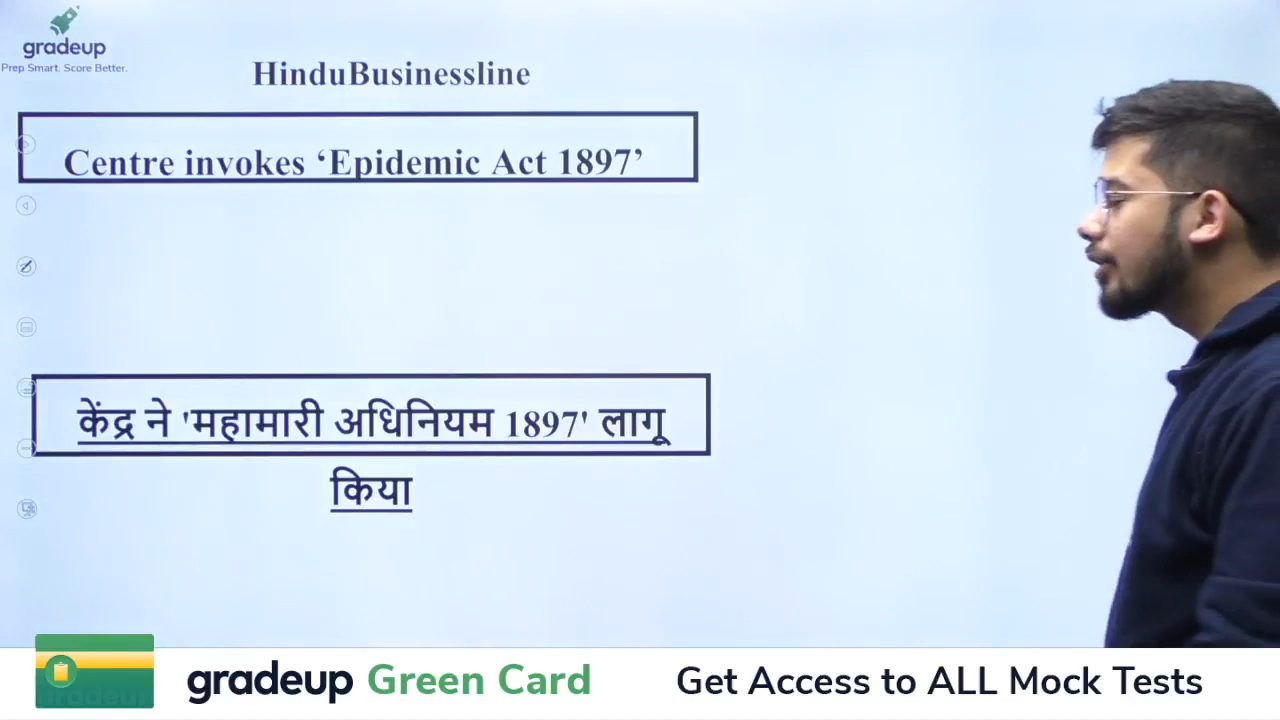 gradeup
Prep Smart. Score Better.
HinduBusinessline
Centre invokes ‘Epidemic Act 1897’
केंद्र ने 'महामारी अधिनियम 1897' लागू
किया
gradeup
gradeup Green Card
Get Access to ALL Mock Tests